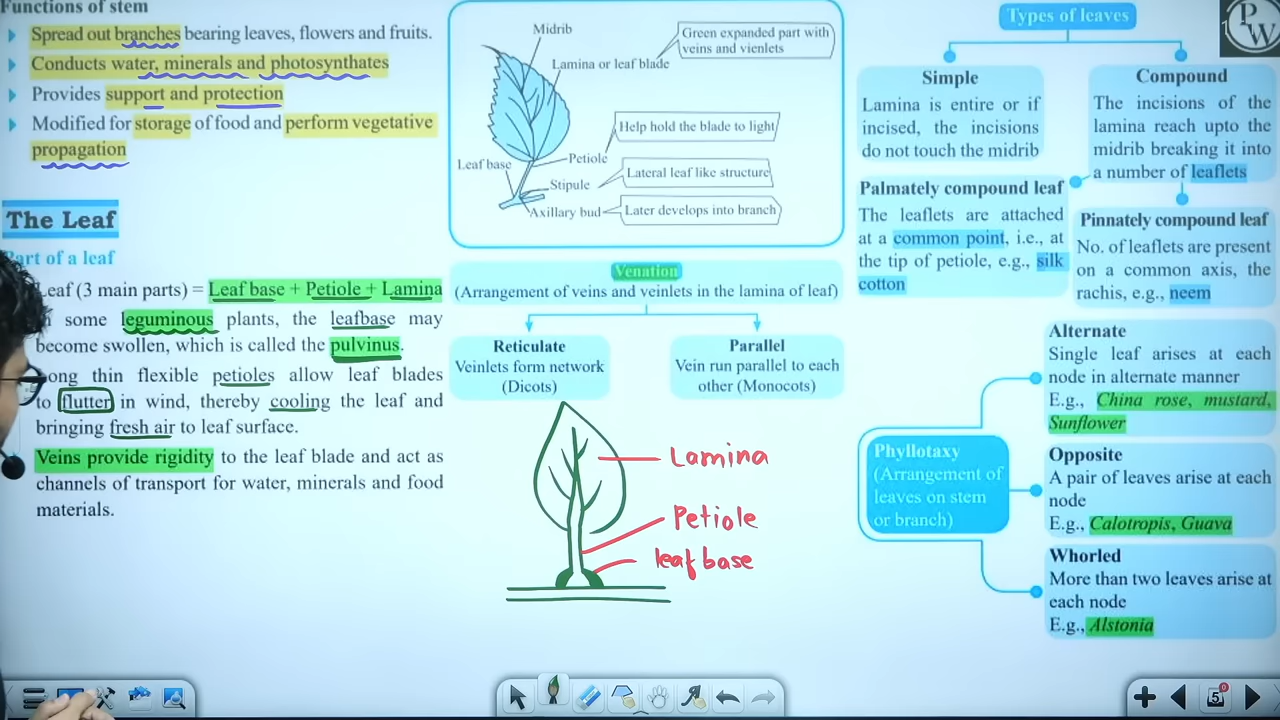 Functions of stem
Spread out branches bearing leaves, flowers and fruits.
Conducts water, minerals and photosynthates
Provides support and protection
Modified for storage of food and perform vegetative
propagation
The Leaf
Part of a leaf
Leaf (3 main parts) = Leaf base + Petiole + Lamina
some leguminous plants, the leafbase may
become swollen, which is called the pulvinus.
ong thin flexible petioles allow leaf blades
to flutter in wind, thereby cooling the leaf and
bringing fresh air to leaf surface.
Veins provide rigidity to the leaf blade and act as
channels of transport for water, minerals and food
materials.
Midrib
Green expanded part with
veins and vienlets
Lamina or leaf blade
Help hold the blade to light
Petiole
Leaf base
Lateral leaf like structure
Stipule
Axillary bud
Later develops into branch
Venation
(Arrangement of veins and veinlets in the lamina of leaf)
Reticulate
Veinlets form network
(Dicots)
Parallel
Vein run parallel to each
other (Monocots)
Lamina
Petiole
leaf base
Types of leaves
PW
Simple
Lamina is entire or if
incised, the incisions
do not touch the midrib
Compound
The incisions of the
lamina reach upto the
midrib breaking it into
a number of leaflets
Palmately compound leaf
The leaflets are attached
at a common point, i.e., at
the tip of petiole, e.g., silk
cotton
Pinnately compound leaf
No. of leaflets are present
on a common axis, the
rachis, e.g., neem
Phyllotaxy
(Arrangement of
leaves on stem
or branch)
Alternate
Single leaf arises at each
node in alternate manner
E.g., China rose, mustard,
Sunflower
Opposite
A pair of leaves arise at each
node
E.g., Calotropis, Guava
Whorled
More than two leaves arise at
each node
E.g., Alstonia
5
0